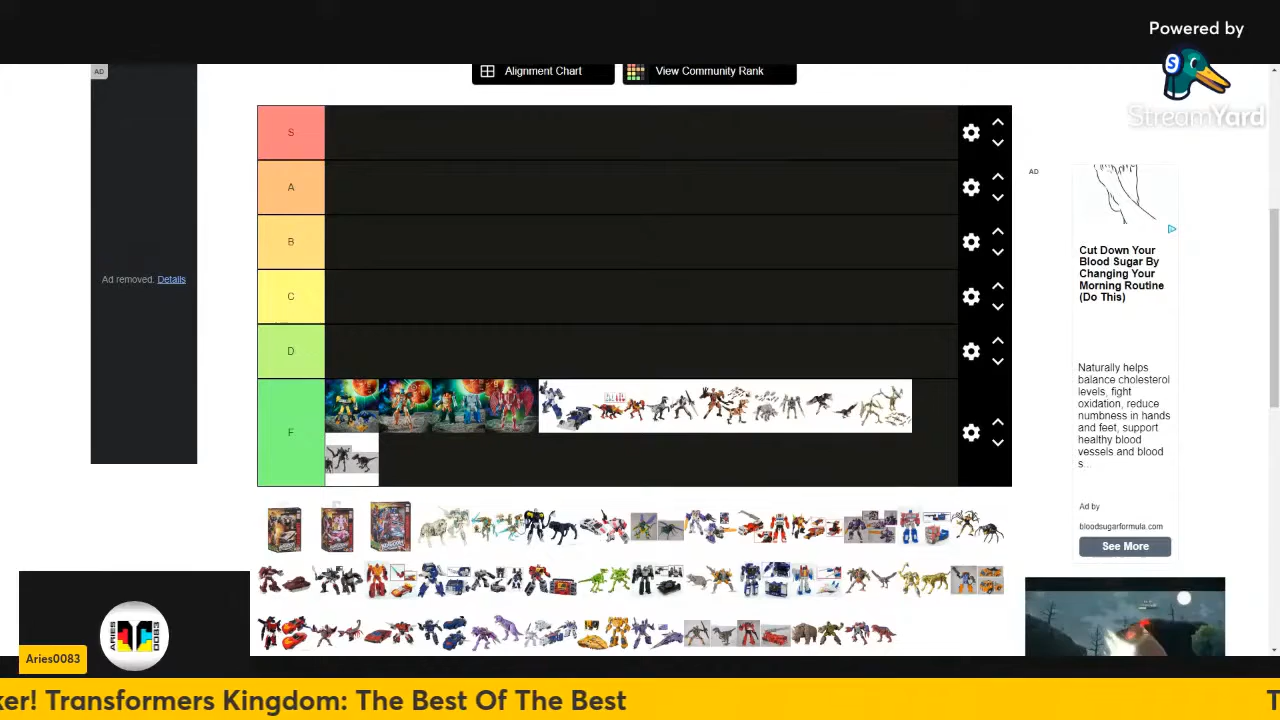 Powered by
StreamYard
AD
Alignment Chart
View Community Rank
S
A
B
C
D
F
Ad removed. Details
AD
Cut Down Your
Blood Sugar By
Changing Your
Morning Routine
(Do This)
Naturally helps
balance cholesterol
levels, fight
oxidation, reduce
numbness in hands
and feet, support
healthy blood
vessels and blood
s...
Ad by
bloodsugarformula.com
See More
ARIES
0083
Aries0083
ker! Transformers Kingdom: The Best Of The Best
T